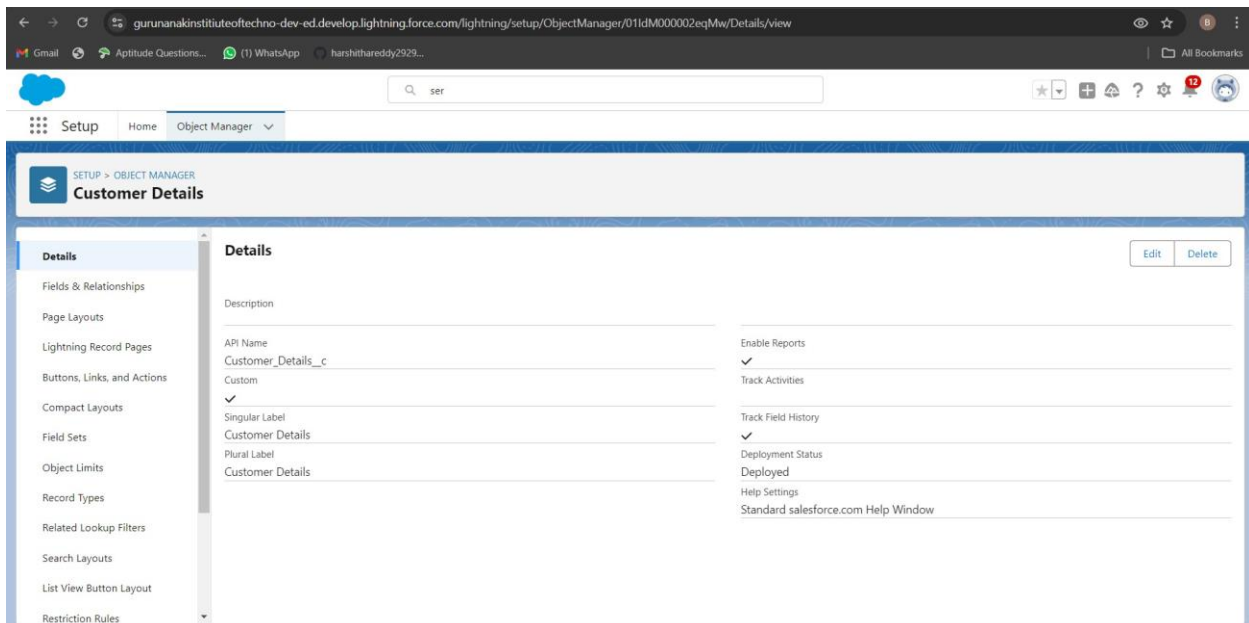 gurunanakinstitiuteoftechno-dev-ed.develop.lightning.force.com/lightning/setup/ObjectManager/01IdM000002eqMw/Details/view
B
Gmail Aptitude Questions... (1) WhatsApp harshithareddy2929... All Bookmarks
ser
12
Setup Home Object Manager
SETUP > OBJECT MANAGER
Customer Details
Details
Fields & Relationships
Page Layouts
Lightning Record Pages
Buttons, Links, and Actions
Compact Layouts
Field Sets
Object Limits
Record Types
Related Lookup Filters
Search Layouts
List View Button Layout
Restriction Rules
Details
Edit Delete
Description
API Name
Customer_Details__c
Custom
Singular Label
Customer Details
Plural Label
Customer Details
Enable Reports
Track Activities
Track Field History
Deployment Status
Deployed
Help Settings
Standard salesforce.com Help Window